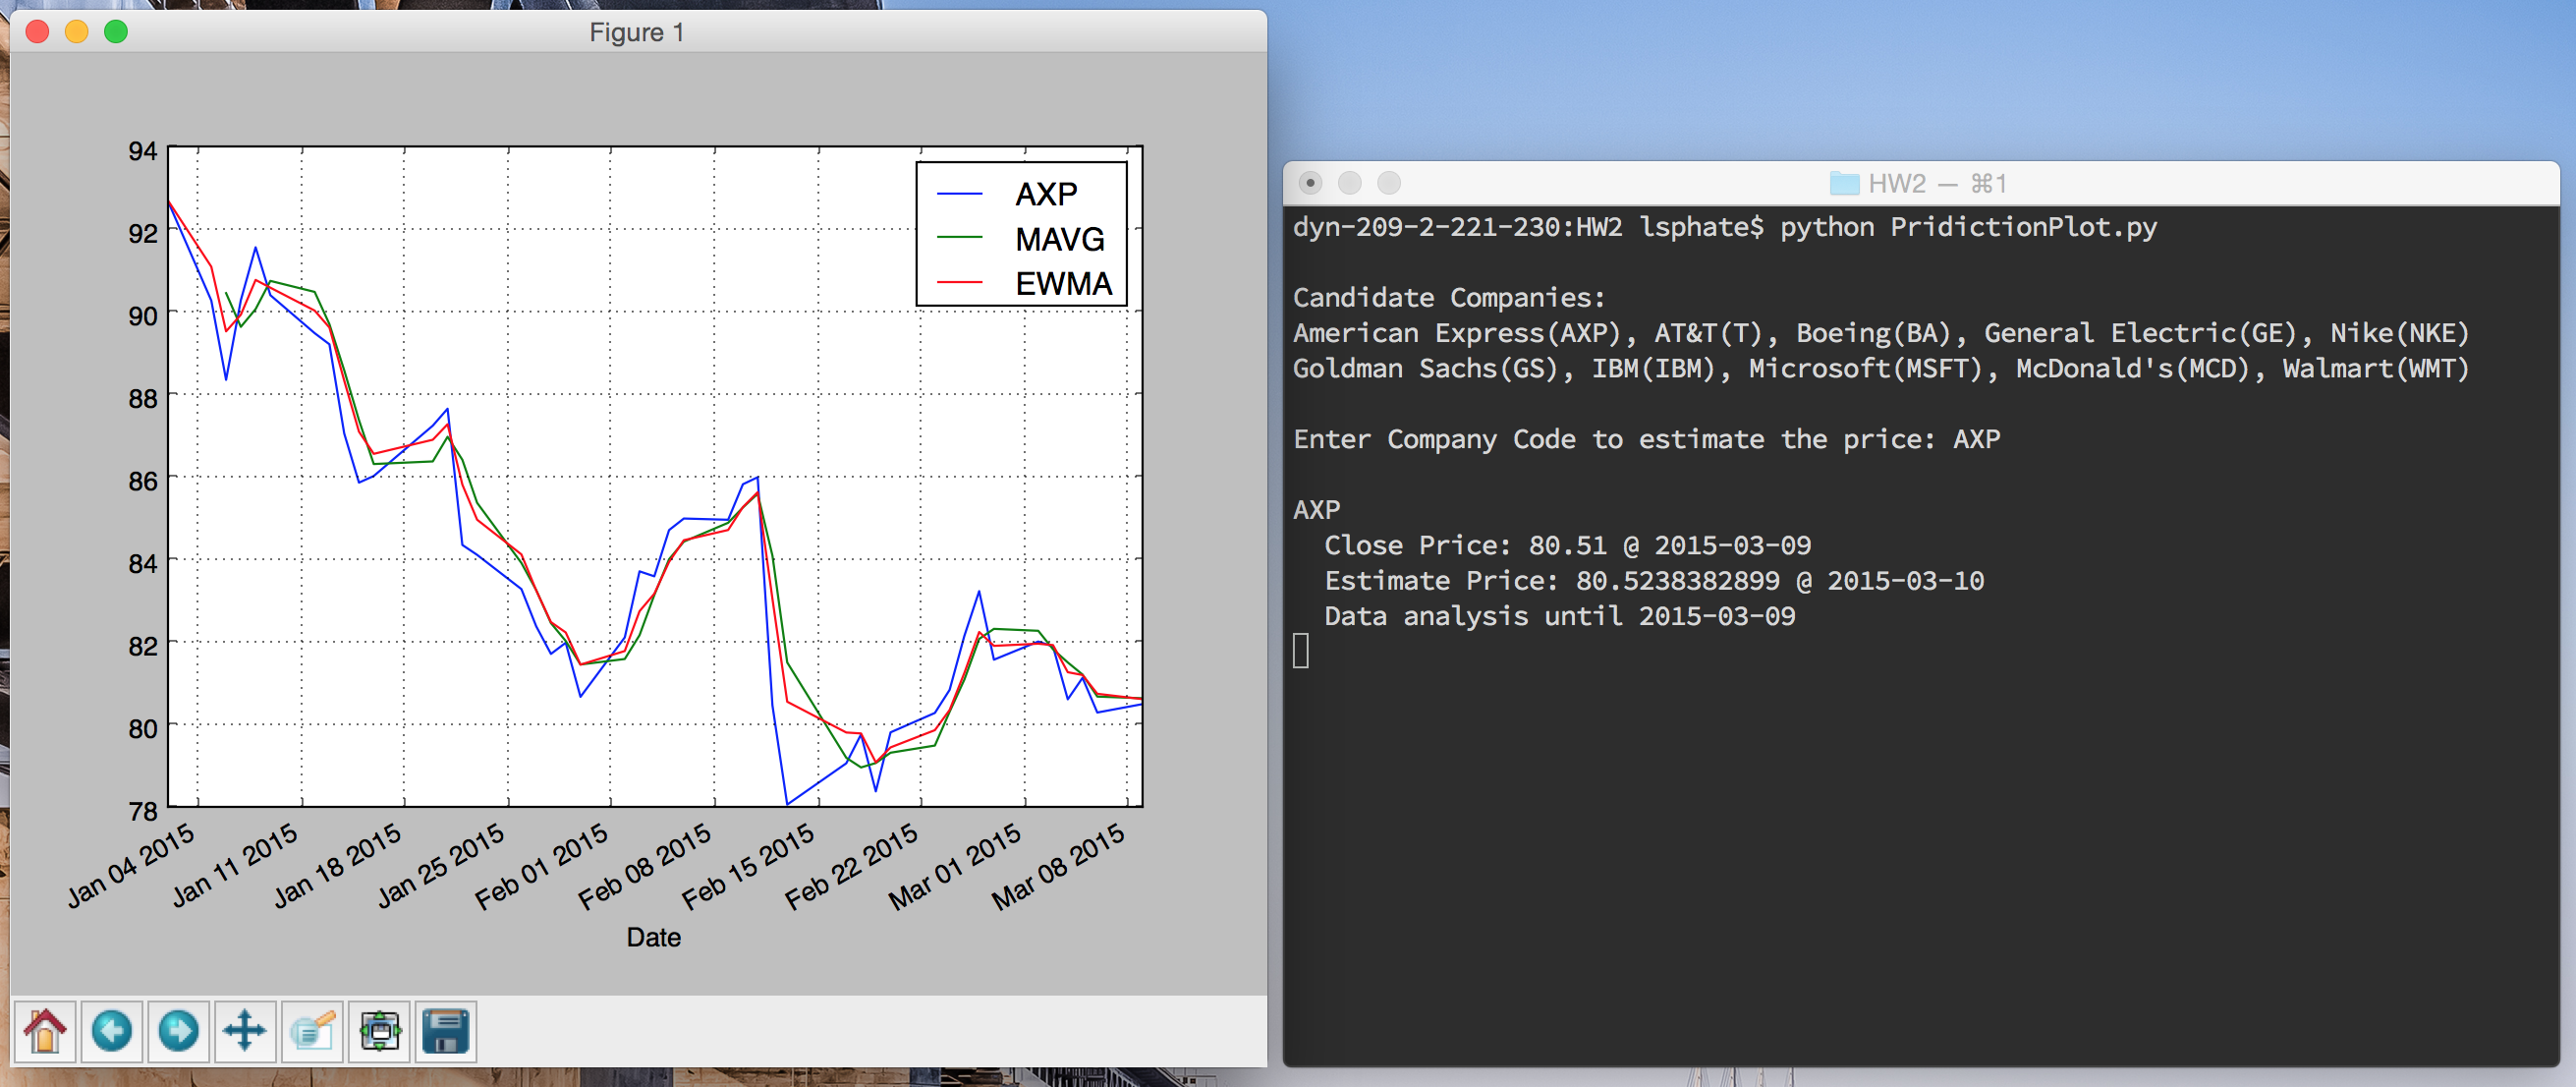 Figure 1
94
92
90
88
86
84
82
80
78
AXP
MAVG
EWMA
Jan 04 2015
Jan 11 2015
Jan 18 2015
Jan 25 2015
Feb 01 2015
Feb 08 2015
Feb 15 2015
Feb 22 2015
Mar 01 2015
Mar 08 2015
Date
HW2 — ⌘1
dyn-209-2-221-230:HW2 lsphate$ python PridictionPlot.py
Candidate Companies:
American Express(AXP), AT&T(T), Boeing(BA), General Electric(GE), Nike(NKE)
Goldman Sachs(GS), IBM(IBM), Microsoft(MSFT), McDonald's(MCD), Walmart(WMT)
Enter Company Code to estimate the price: AXP
AXP
Close Price: 80.51 @ 2015-03-09
Estimate Price: 80.5238382899 @ 2015-03-10
Data analysis until 2015-03-09